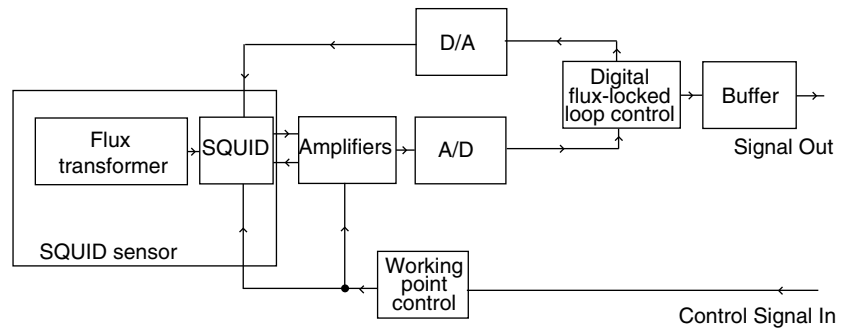 D/A
Digital
flux-locked
loop control
Buffer
Signal Out
Flux
transformer
SQUID
Amplifiers
A/D
SQUID sensor
Working
point
control
Control Signal In